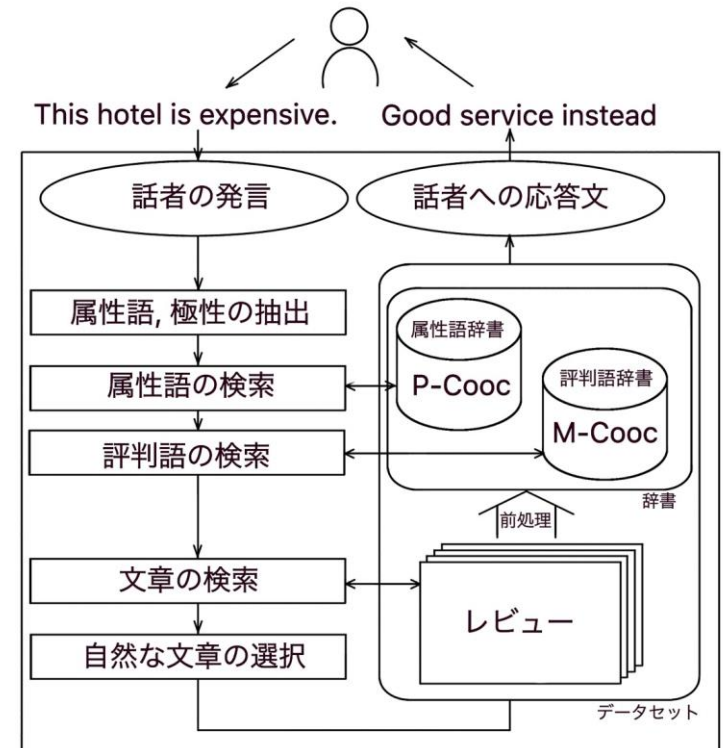 This hotel is expensive.
Good service instead
話者の発言
話者への応答文
属性語, 極性の抽出
属性語の検索
評判語の検索
文章の検索
自然な文章の選択
属性語辞書
P-Cooc
評判語辞書
M-Cooc
辞書
前処理
レビュー
データセット